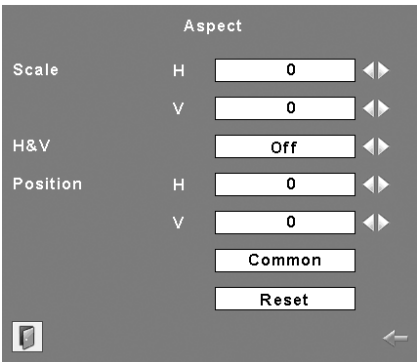 Aspect
Scale H 0
V 0
H&V Off
Position H 0
V 0
Common
Reset